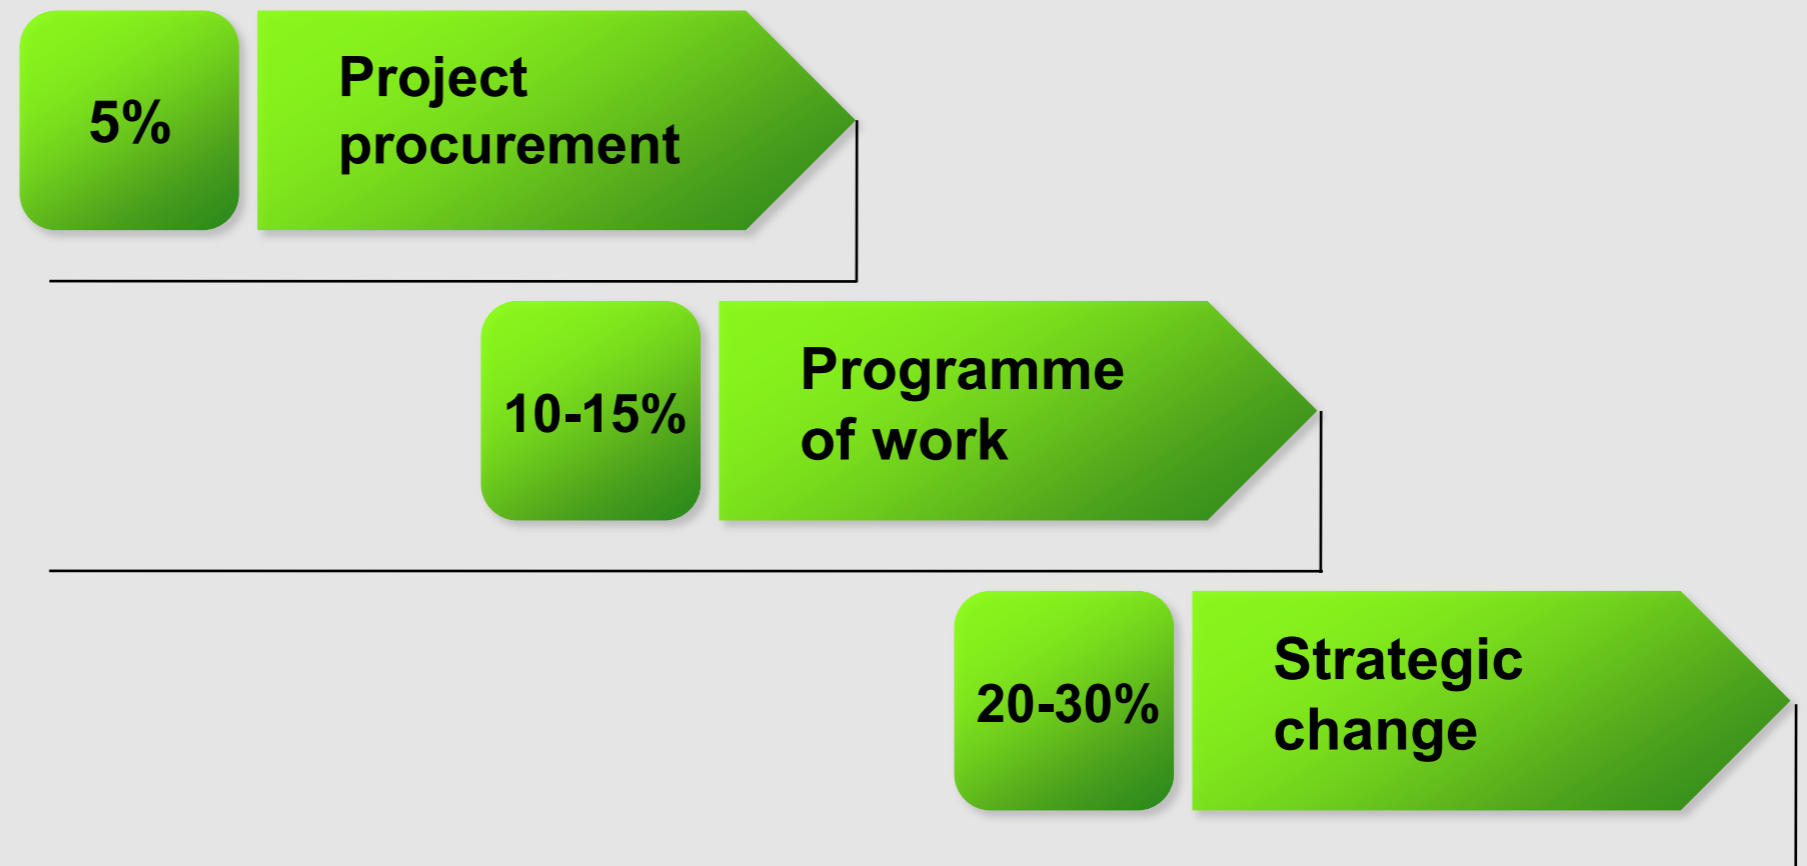 5%
Project
procurement
10-15%
Programme
of work
20-30%
Strategic
change